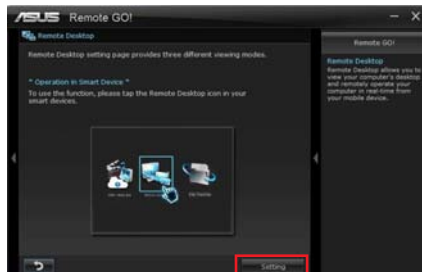 ASUS Remote GO!
Remote Desktop
Remote Desktop setting page provides three different viewing modes.
* Operation in Smart Device *
To use the function, please tap the Remote Desktop icon in your
smart devices.
Setting
Remote GO!
Remote Desktop
Remote Desktop allows you to
view your computer's desktop
and remotely operate your
computer in real-time from
your mobile device.